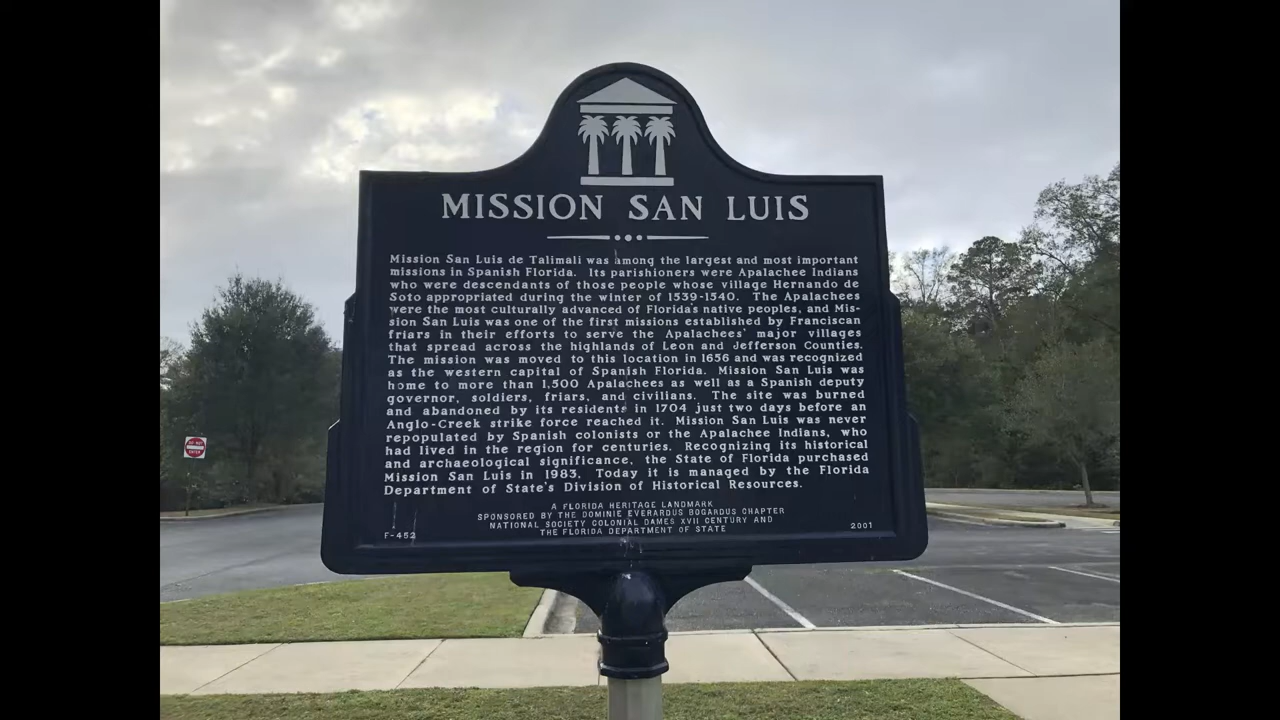 MISSION SAN LUIS
Mission San Luis de Talimali was among the largest and most important
missions in Spanish Florida. Its parishioners were Apalachee Indians
who were descendants of those people whose village Hernando de
Soto appropriated during the winter of 1539-1540. The Apalachees
were the most culturally advanced of Florida's native peoples, and Mis-
sion San Luis was one of the first missions established by Franciscan
friars in their efforts to serve the Apalachees' major villages
that spread across the highlands of Leon and Jefferson Counties.
The mission was moved to this location in 1656 and was recognized
as the western capital of Spanish Florida. Mission San Luis was
home to more than 1,500 Apalachees as well as a Spanish deputy
governor, soldiers, friars, and civilians. The site was burned
and abandoned by its residents in 1704 just two days before an
Anglo-Creek strike force reached it. Mission San Luis was never
repopulated by Spanish colonists or the Apalachee Indians, who
had lived in the region for centuries. Recognizing its historical
and archaeological significance, the State of Florida purchased
Mission San Luis in 1983. Today it is managed by the Florida
Department of State's Division of Historical Resources.
A FLORIDA HERITAGE LANDMARK
SPONSORED BY THE DOMINIE EVERARDUS BOGARDUS CHAPTER
NATIONAL SOCIETY COLONIAL DAMES XVII CENTURY AND
THE FLORIDA DEPARTMENT OF STATE
F-452
2001
DO NOT
ENTER